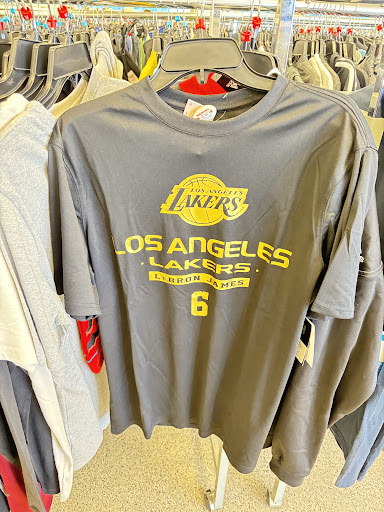 LOS ANGELES
LAKERS
LOS ANGELES
· LAKERS ·
LEBRON JAMES
6